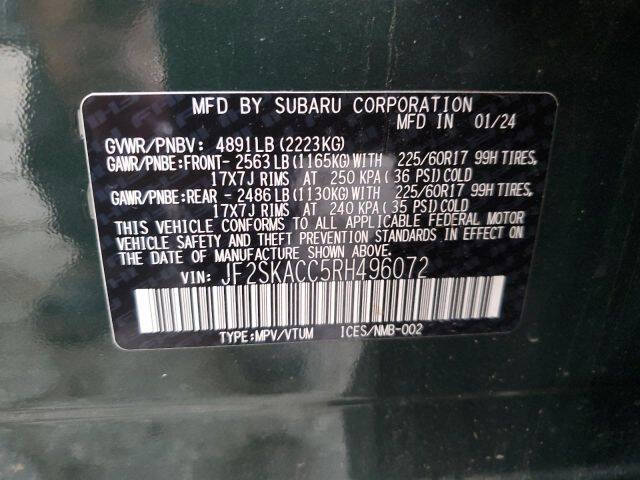 MFD BY SUBARU CORPORATION
MFD IN 01/24
GVWR/PNBV: 4891LB(2223KG)
GAWR/PNBE:FRONT- 2563LB(1165KG)WITH 225/60R17 99H TIRES,
17X7J RIMS AT 250 KPA(36 PSI)COLD
GAWR/PNBE:REAR - 2486LB(1130KG)WITH 225/60R17 99H TIRES,
17X7J RIMS AT 240 KPA(35 PSI)COLD
THIS VEHICLE CONFORMS TO ALL APPLICABLE FEDERAL MOTOR
VEHICLE SAFETY AND THEFT PREVENTION STANDARDS IN EFFECT ON
THE DATE OF MANUFACTURE SHOWN ABOVE.
VIN: JF2SKACC5RH496072
TYPE:MPV/VTUM ICES/NMB-002